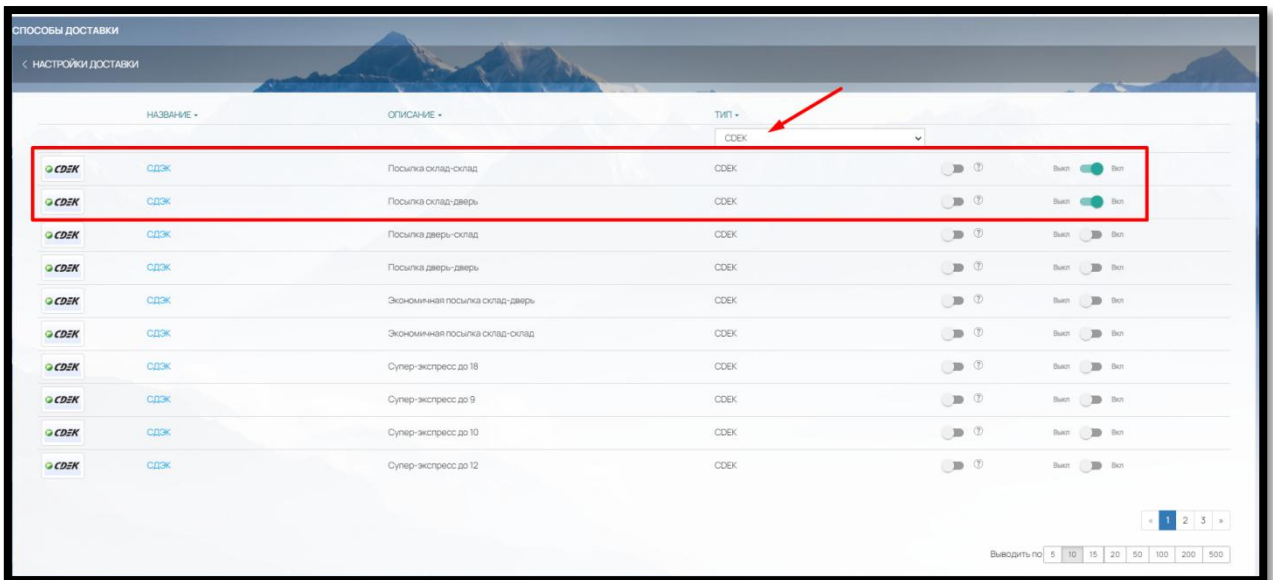 СПОСОБЫ ДОСТАВКИ
< НАСТРОЙКИ ДОСТАВКИ
НАЗВАНИЕ ОПИСАНИЕ ТИП
CDEK
CDEK СДЭК Посылка склад-склад CDEK ? Выкл Вкл
CDEK СДЭК Посылка склад-дверь CDEK ? Выкл Вкл
CDEK СДЭК Посылка дверь-склад CDEK ? Выкл Вкл
CDEK СДЭК Посылка дверь-дверь CDEK ? Выкл Вкл
CDEK СДЭК Экономичная посылка склад-дверь CDEK ? Выкл Вкл
CDEK СДЭК Экономичная посылка склад-склад CDEK ? Выкл Вкл
CDEK СДЭК Супер-экспресс до 18 CDEK ? Выкл Вкл
CDEK СДЭК Супер-экспресс до 9 CDEK ? Выкл Вкл
CDEK СДЭК Супер-экспресс до 10 CDEK ? Выкл Вкл
CDEK СДЭК Супер-экспресс до 12 CDEK ? Выкл Вкл
« 1 2 3 »
Выводить по 5 10 15 20 50 100 200 500